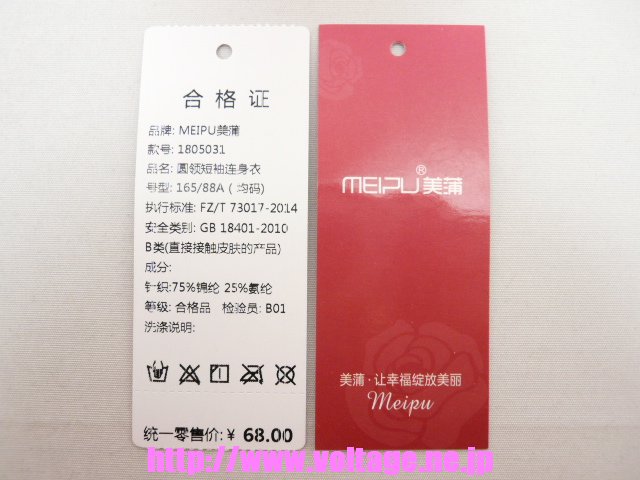 合格证
品牌: MEIPU美蒲
款号: 1805031
品名: 圆领短袖连身衣
号型: 165/88A ( 均码)
执行标准: FZ/T 73017-2014
安全类别: GB 18401-2010
B类(直接接触皮肤的产品)
成分:
针织:75%锦纶 25%氨纶
等级: 合格品 检验员: B01
洗涤说明:
统一零售价: ¥ 68.00
MEIPU®美蒲
美蒲·让幸福绽放美丽
Meipu
http://www.voltage.ne.jp